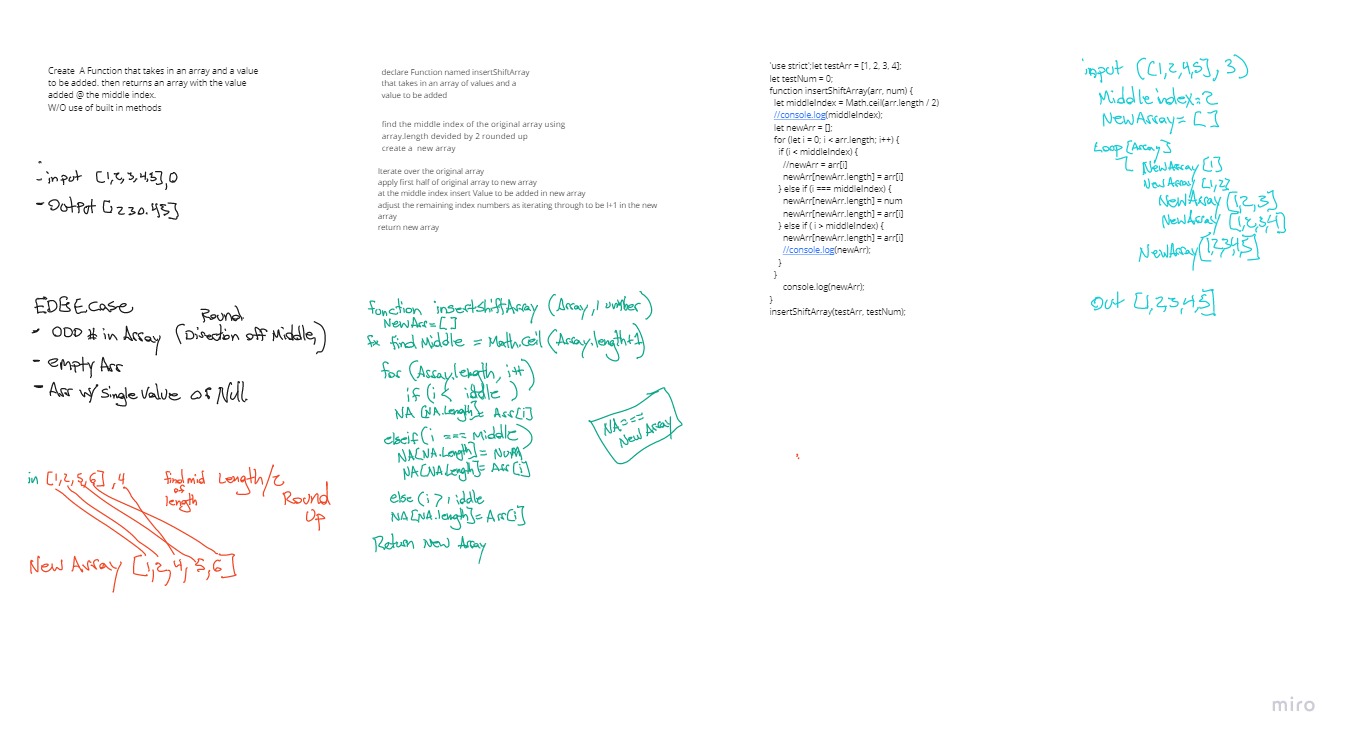 Create A Function that takes in an array and a value
to be added. then returns an array with the value
added @ the middle index.
W/O use of built in methods
- input [1,2,3,4,5],0
- Output [1230.45]
EDGE case
- ODD # in Array (Direction off Middle)
Round
- empty Arr
- Arr w/ Single Value or Null
in [1,2,5,6] ,4
find mid
of
length
Length/2
Round
Up
New Array [1,2,4,5,6]
declare Function named insertShiftArray
that takes in an array of values and a
value to be added
find the middle index of the original array using
array.length devided by 2 rounded up
create a new array
Iterate over the original array
apply first half of original array to new array
at the middle index insert Value to be added in new array
adjust the remaining index numbers as iterating through to be I+1 in the new
array
return new array
function insertShiftArray (Array, number)
NewArr=[]
find Middle = Math.Ceil (Array.length+1)
for (Array.length, i++)
if (i < iddle )
NA [NA.Length]= Arr[i]
elseif (i === Middle)
NA[NA.Length]= Num
NA[NA.Length]= Arr[i]
else (i > iddle
NA[NA.length]=Arr[i]
Return New Array
NA===
New Array
'use strict';let testArr = [1, 2, 3, 4];
let testNum = 0;
function insertShiftArray(arr, num) {
let middleIndex = Math.ceil(arr.length / 2)
//console.log(middleIndex);
let newArr = [];
for (let i = 0; i < arr.length; i++) {
if (i < middleIndex) {
//newArr = arr[i]
newArr[newArr.length] = arr[i]
} else if (i === middleIndex) {
newArr[newArr.length] = num
newArr[newArr.length] = arr[i]
} else if ( i > middleIndex) {
newArr[newArr.length] = arr[i]
//console.log(newArr);
}
}
console.log(newArr);
}
insertShiftArray(testArr, testNum);
input ([1,2,4,5], 3)
Middle index=2
NewArray= []
Loop [Array]
NewArray [1]
NewArray [1,2]
NewArray [1,2,3]
NewArray [1,2,3,4]
NewArray [1,2,3,4,5]
Out [1,2,3,4,5]
miro